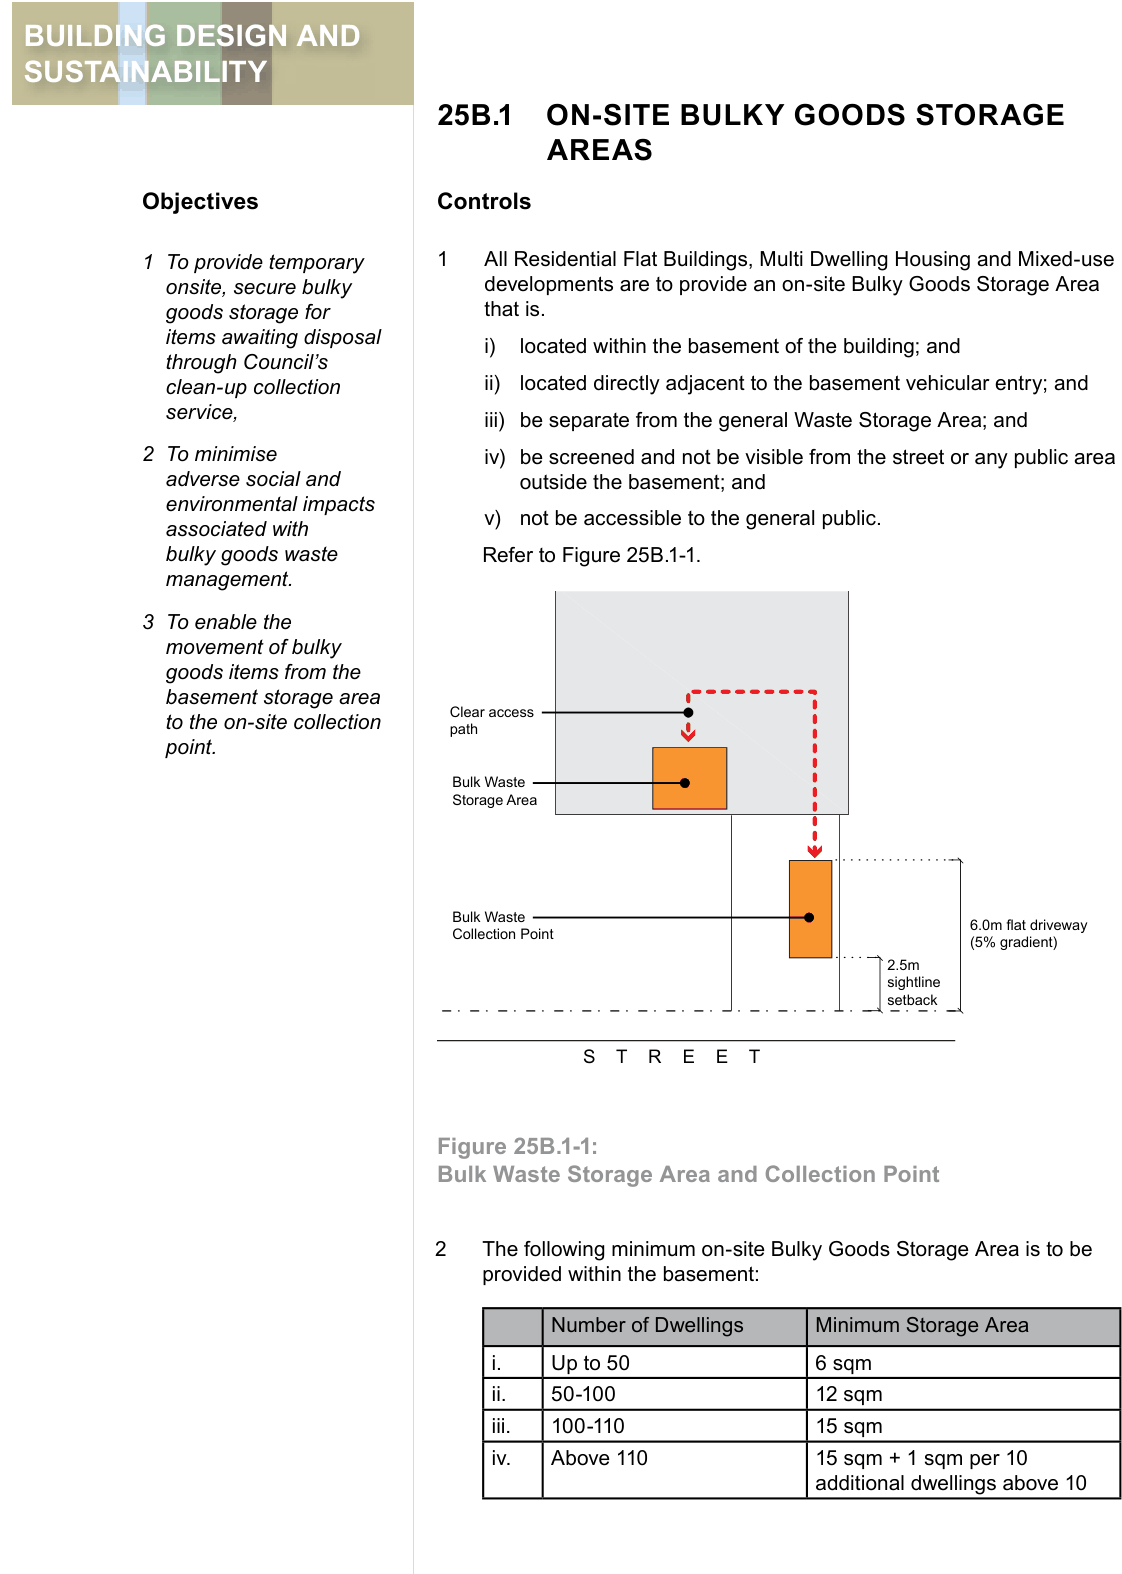 BUILDING DESIGN AND
SUSTAINABILITY
25B.1 ON-SITE BULKY GOODS STORAGE
AREAS
Objectives
1 To provide temporary
onsite, secure bulky
goods storage for
items awaiting disposal
through Council’s
clean-up collection
service,
2 To minimise
adverse social and
environmental impacts
associated with
bulky goods waste
management.
3 To enable the
movement of bulky
goods items from the
basement storage area
to the on-site collection
point.
Controls
1 All Residential Flat Buildings, Multi Dwelling Housing and Mixed-use
developments are to provide an on-site Bulky Goods Storage Area
that is.
i) located within the basement of the building; and
ii) located directly adjacent to the basement vehicular entry; and
iii) be separate from the general Waste Storage Area; and
iv) be screened and not be visible from the street or any public area
outside the basement; and
v) not be accessible to the general public.
Refer to Figure 25B.1-1.
Clear access
path
Bulk Waste
Storage Area
Bulk Waste
Collection Point
6.0m flat driveway
(5% gradient)
2.5m
sightline
setback
S T R E E T
Figure 25B.1-1:
Bulk Waste Storage Area and Collection Point
2 The following minimum on-site Bulky Goods Storage Area is to be
provided within the basement:
Number of Dwellings Minimum Storage Area
i. Up to 50 6 sqm
ii. 50-100 12 sqm
iii. 100-110 15 sqm
iv. Above 110 15 sqm + 1 sqm per 10
additional dwellings above 10